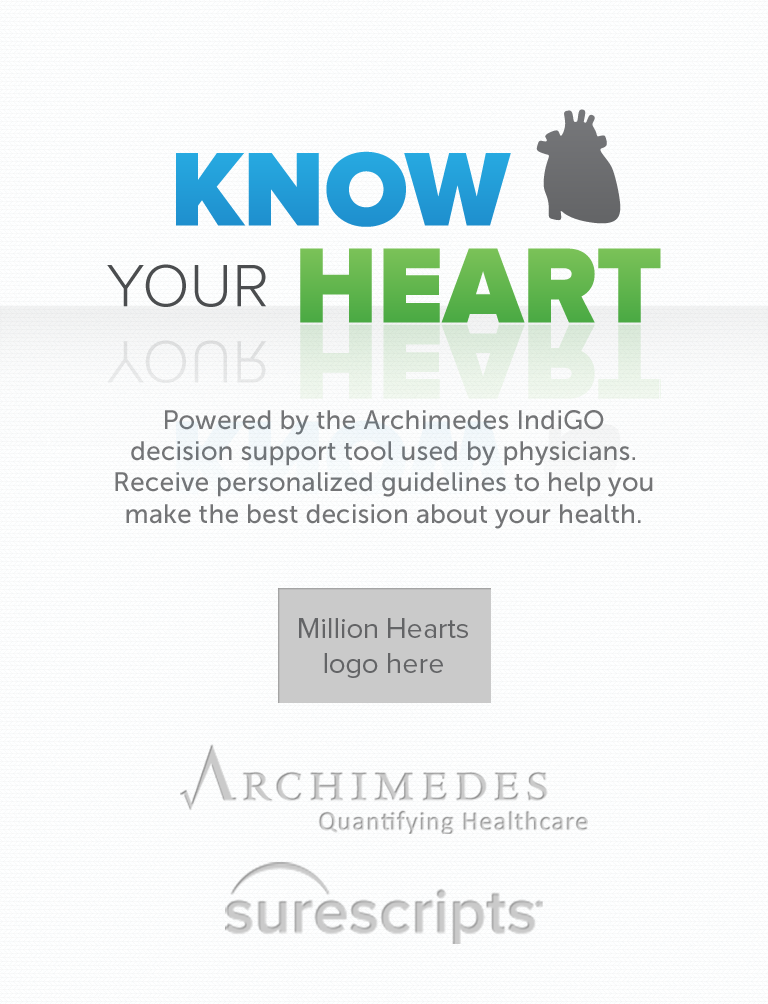 KNOW
YOUR HEART
Powered by the Archimedes IndiGO
decision support tool used by physicians.
Receive personalized guidelines to help you
make the best decision about your health.
Million Hearts
logo here
ARCHIMEDES
Quantifying Healthcare
surescripts